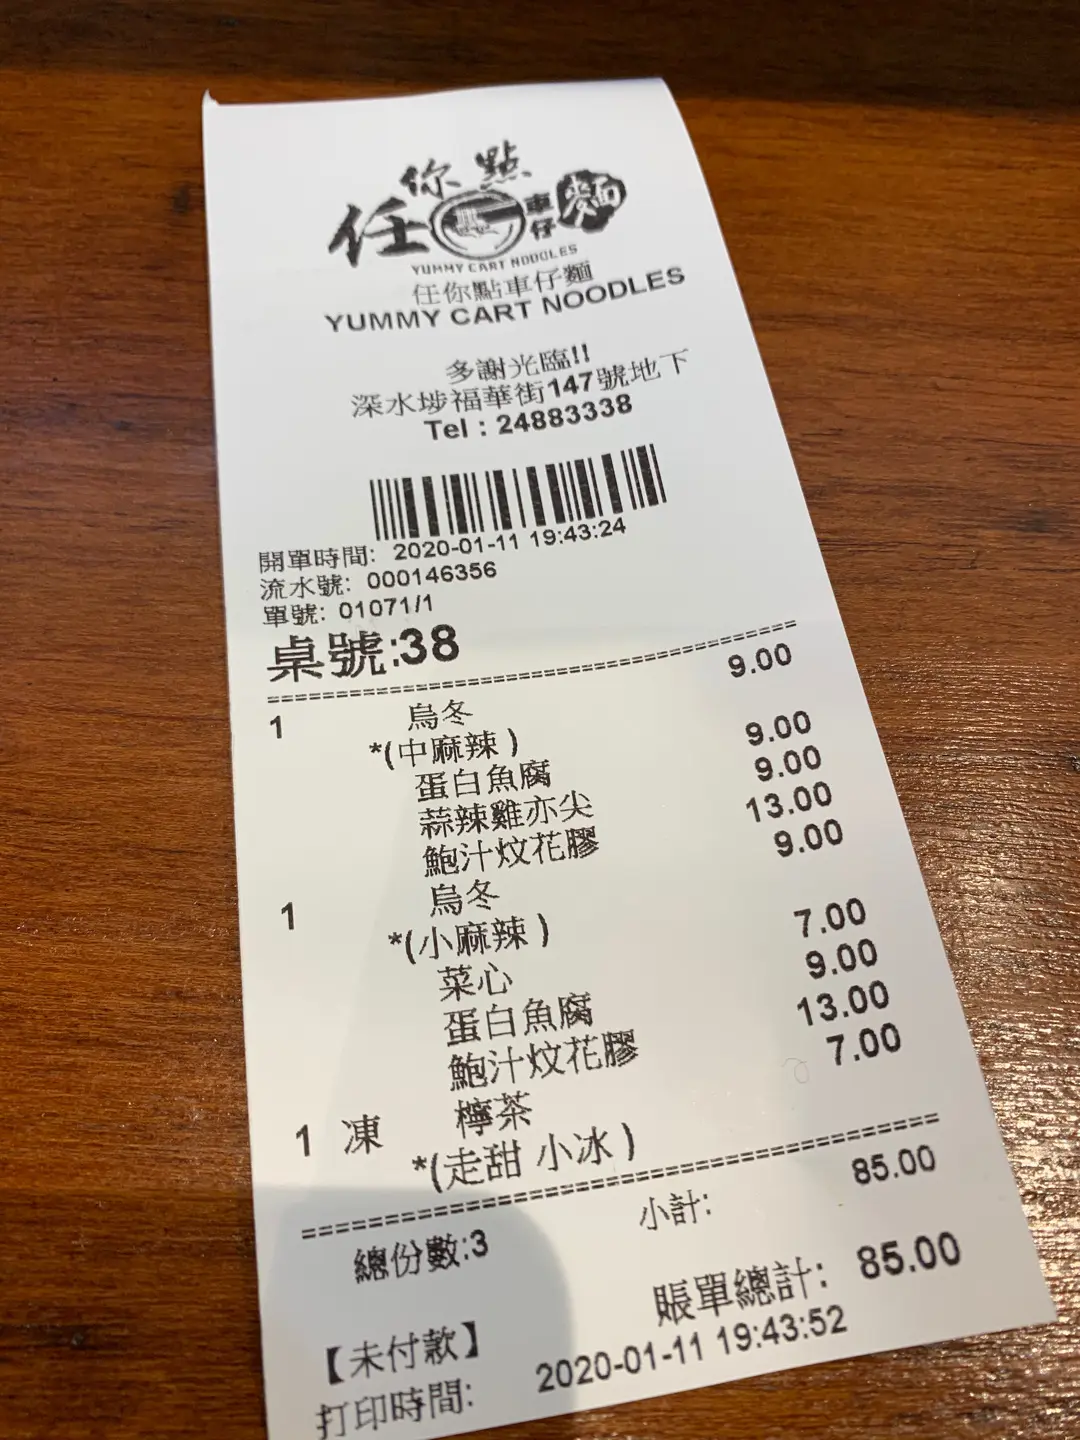 任你點車仔麵
YUMMY CART NOODLES
任你點車仔麵
YUMMY CART NOODLES
多謝光臨!!
深水埗福華街147號地下
Tel : 24883338
開單時間: 2020-01-11 19:43:24
流水號: 000146356
單號: 01071/1
桌號:38
1 烏冬 9.00
*(中麻辣)
蛋白魚腐 9.00
蒜辣雞亦尖 9.00
鮑汁炆花膠 13.00
1 烏冬 9.00
*(小麻辣)
菜心 7.00
蛋白魚腐 9.00
鮑汁炆花膠 13.00
1 凍 檸茶 7.00
*(走甜 小冰)
小計: 85.00
總份數:3
賬單總計: 85.00
【未付款】
打印時間: 2020-01-11 19:43:52